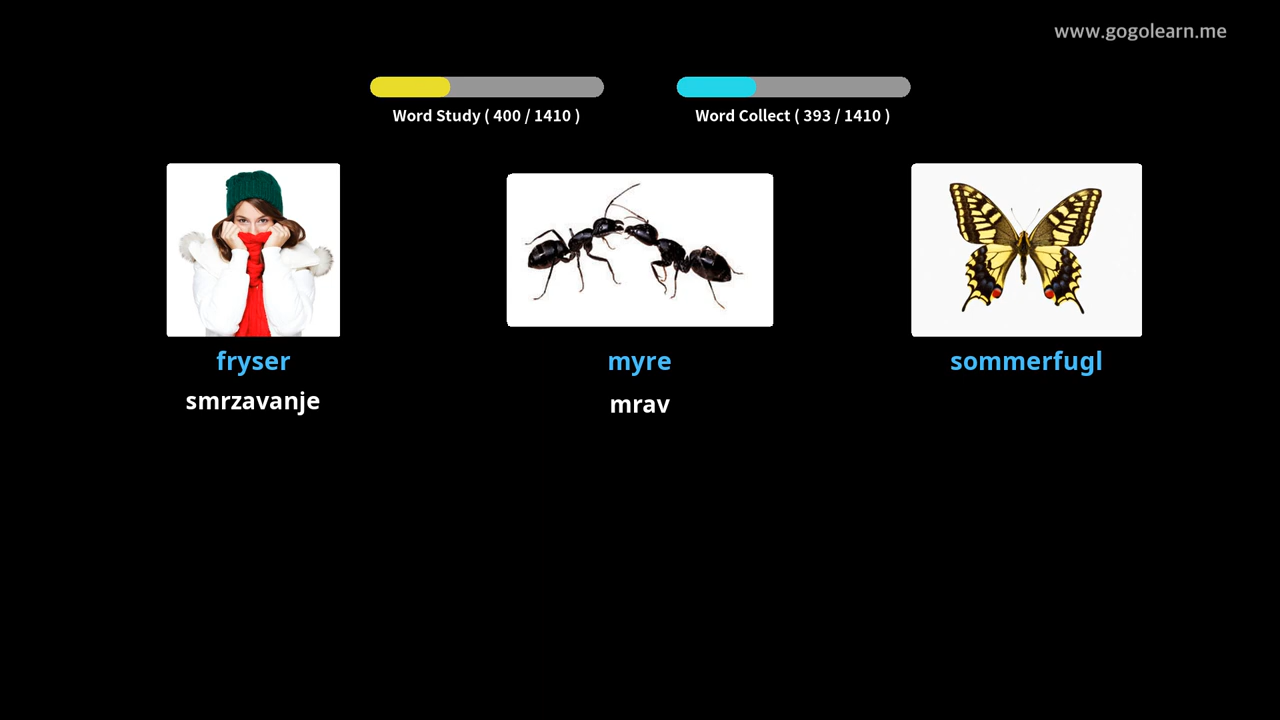 www.gogolearn.me
Word Study ( 400 / 1410 )
Word Collect ( 393 / 1410 )
fryser
smrzavanje
myre
mrav
sommerfugl